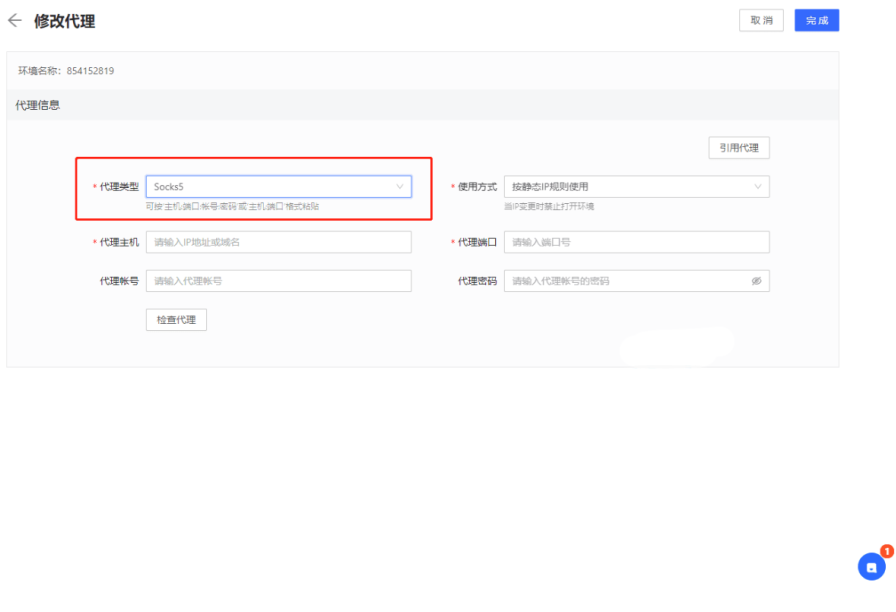 修改代理
取消
完成
环境名称：854152819
代理信息
引用代理
* 代理类型 Socks5
* 使用方式 按静态IP规则使用
可按'主机:端口:帐号:密码'或'主机:端口'格式粘贴
当IP变更时禁止打开环境
* 代理主机 请输入IP地址或域名
* 代理端口 请输入端口号
代理帐号 请输入代理帐号
代理密码 请输入代理帐号的密码
检查代理
1